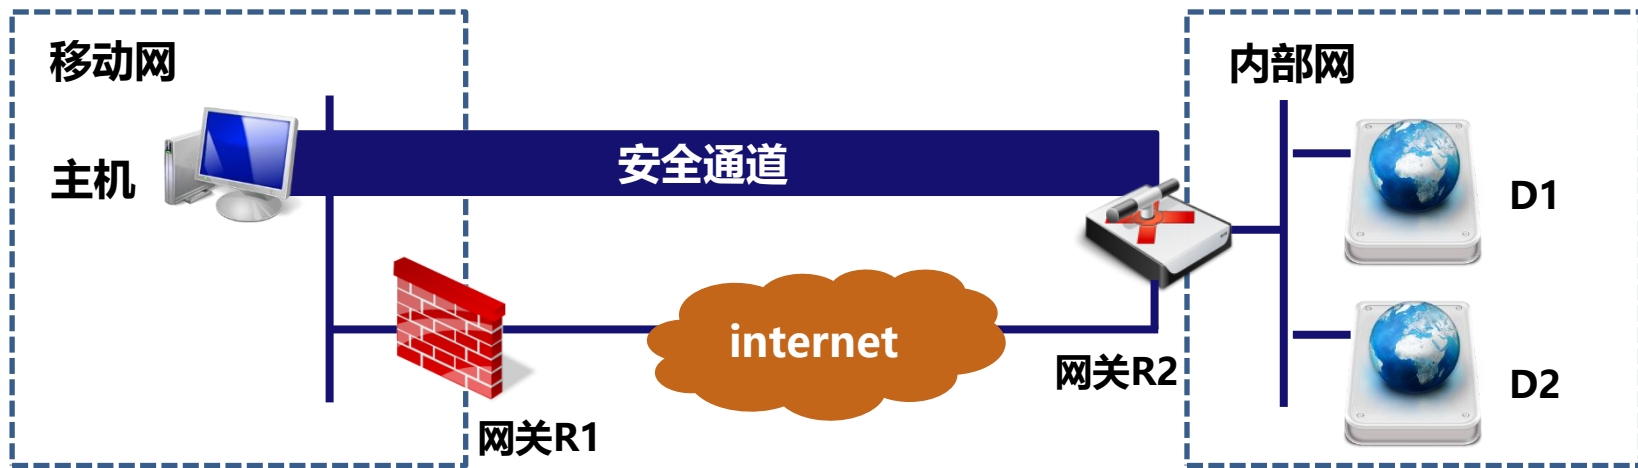 移动网
主机
安全通道
internet
网关R1
网关R2
内部网
D1
D2